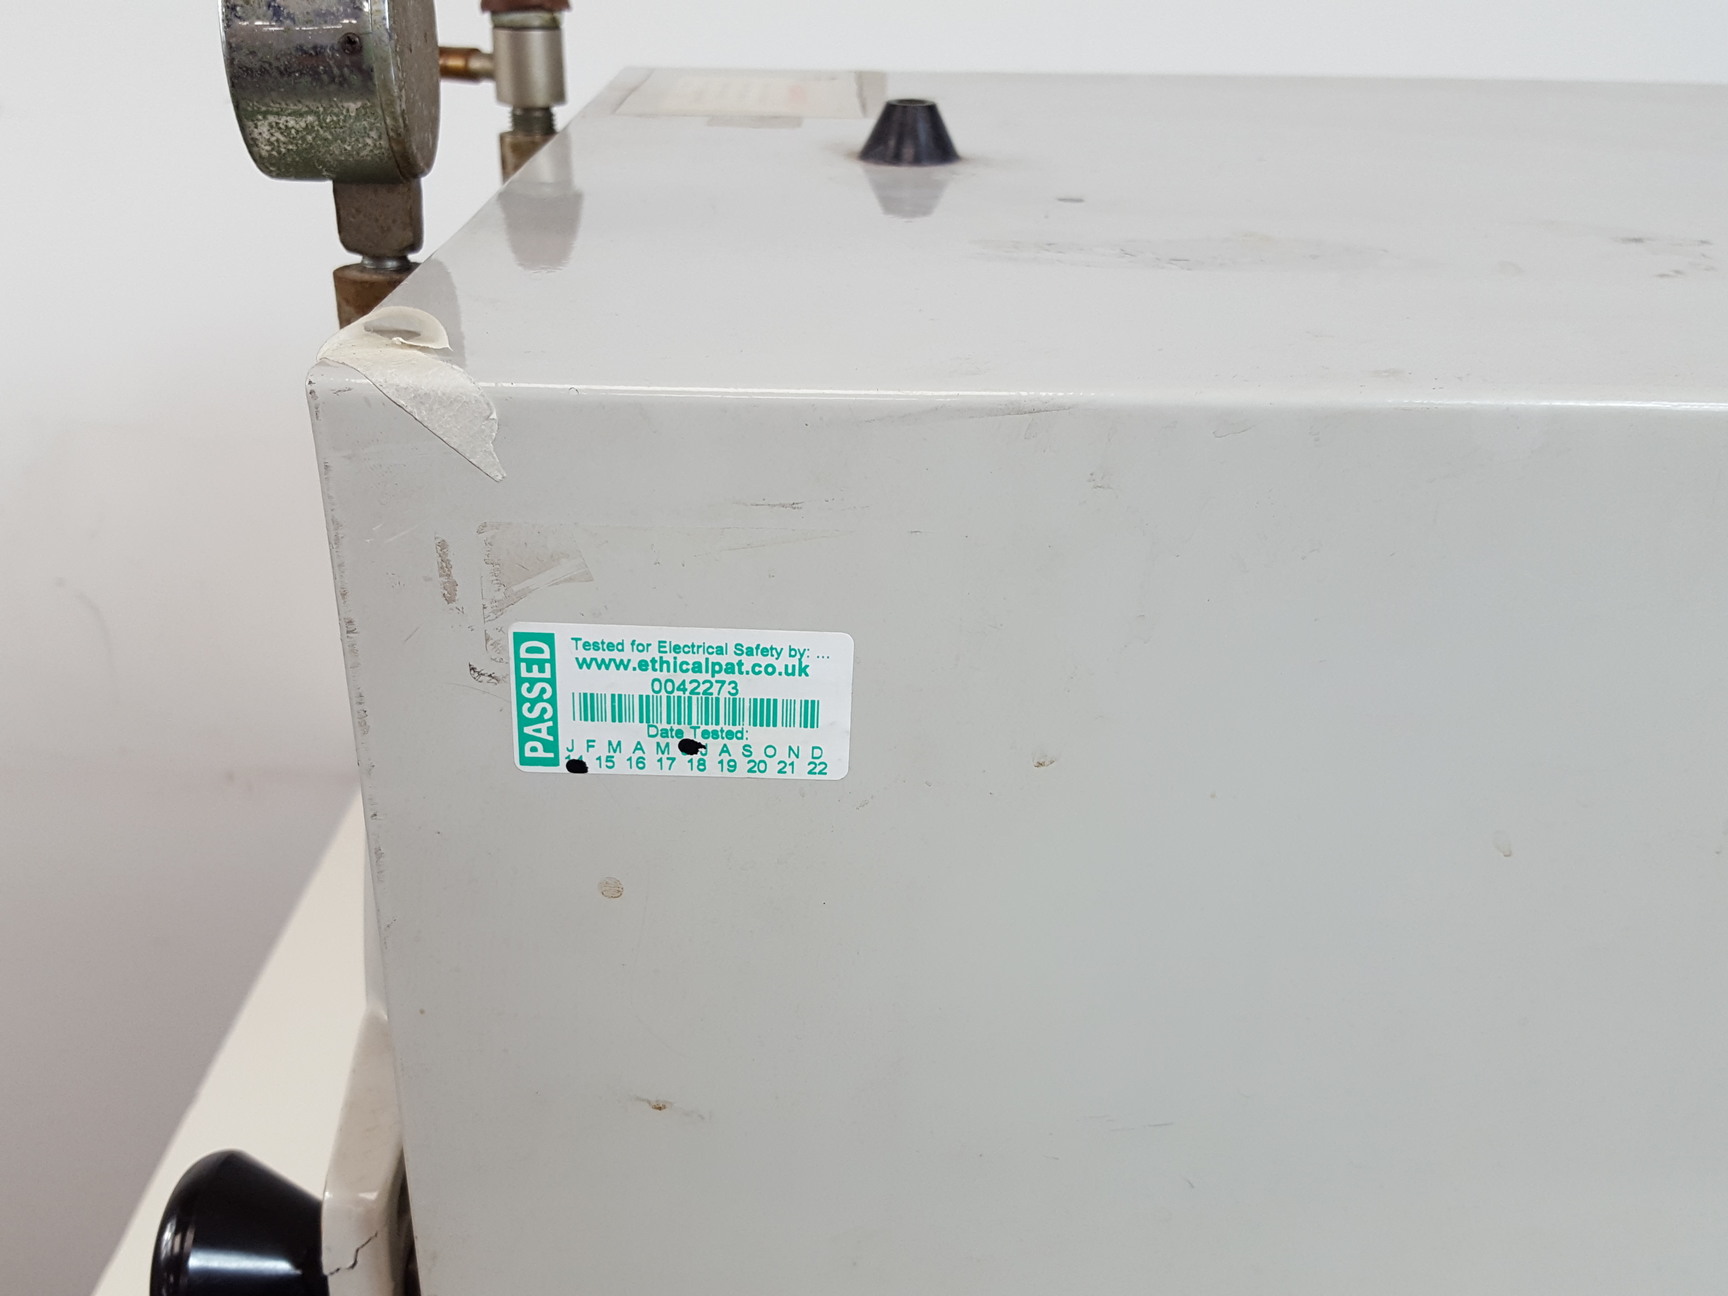 PASSED
Tested for Electrical Safety by: ...
www.ethicalpat.co.uk
0042273
Date Tested:
J F M A M J A S O N D
15 16 17 18 19 20 21 22